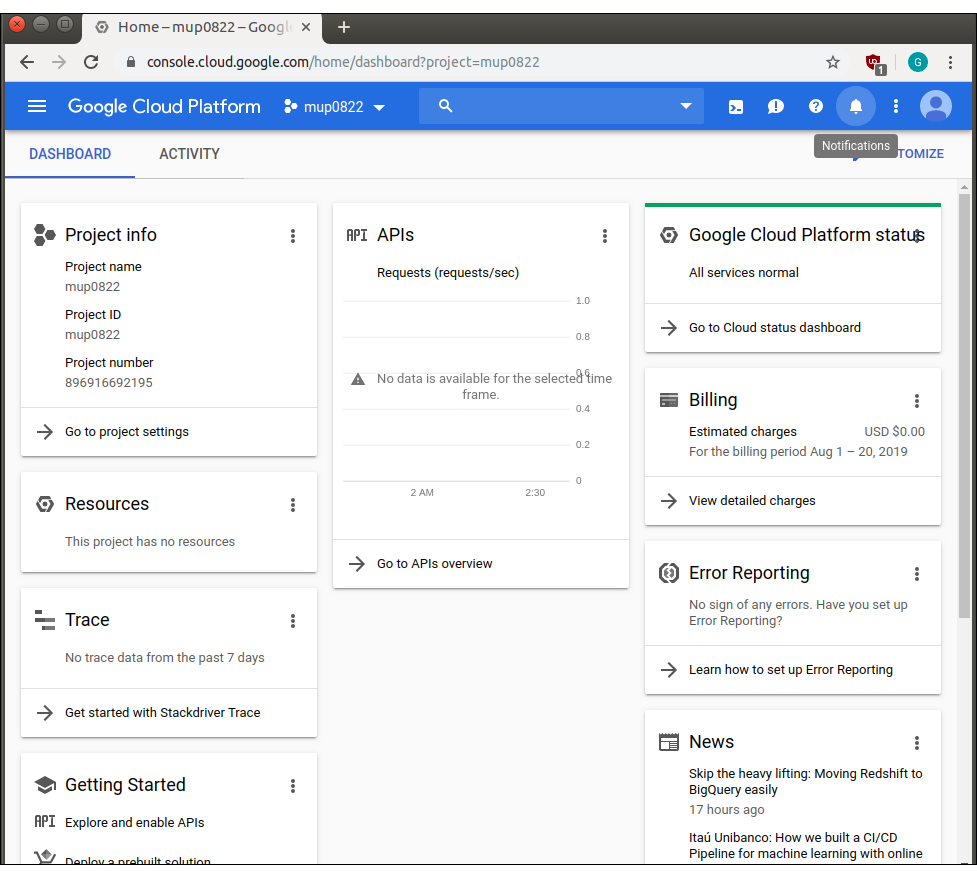 Home – mup0822 – Googl
console.cloud.google.com/home/dashboard?project=mup0822
1
G
Google Cloud Platform
mup0822
Notifications
DASHBOARD
ACTIVITY
TOMIZE
Project info
Project name
mup0822
Project ID
mup0822
Project number
896916692195
Go to project settings
Resources
This project has no resources
Trace
No trace data from the past 7 days
Get started with Stackdriver Trace
Getting Started
API Explore and enable APIs
Deploy a prebuilt solution
API APIs
Requests (requests/sec)
1.0
0.8
0.6
No data is available for the selected time
frame.
0.4
0.2
0
2 AM
2:30
Go to APIs overview
Google Cloud Platform status
All services normal
Go to Cloud status dashboard
Billing
Estimated charges USD $0.00
For the billing period Aug 1 – 20, 2019
View detailed charges
Error Reporting
No sign of any errors. Have you set up
Error Reporting?
Learn how to set up Error Reporting
News
Skip the heavy lifting: Moving Redshift to
BigQuery easily
17 hours ago
Itaú Unibanco: How we built a CI/CD
Pipeline for machine learning with online